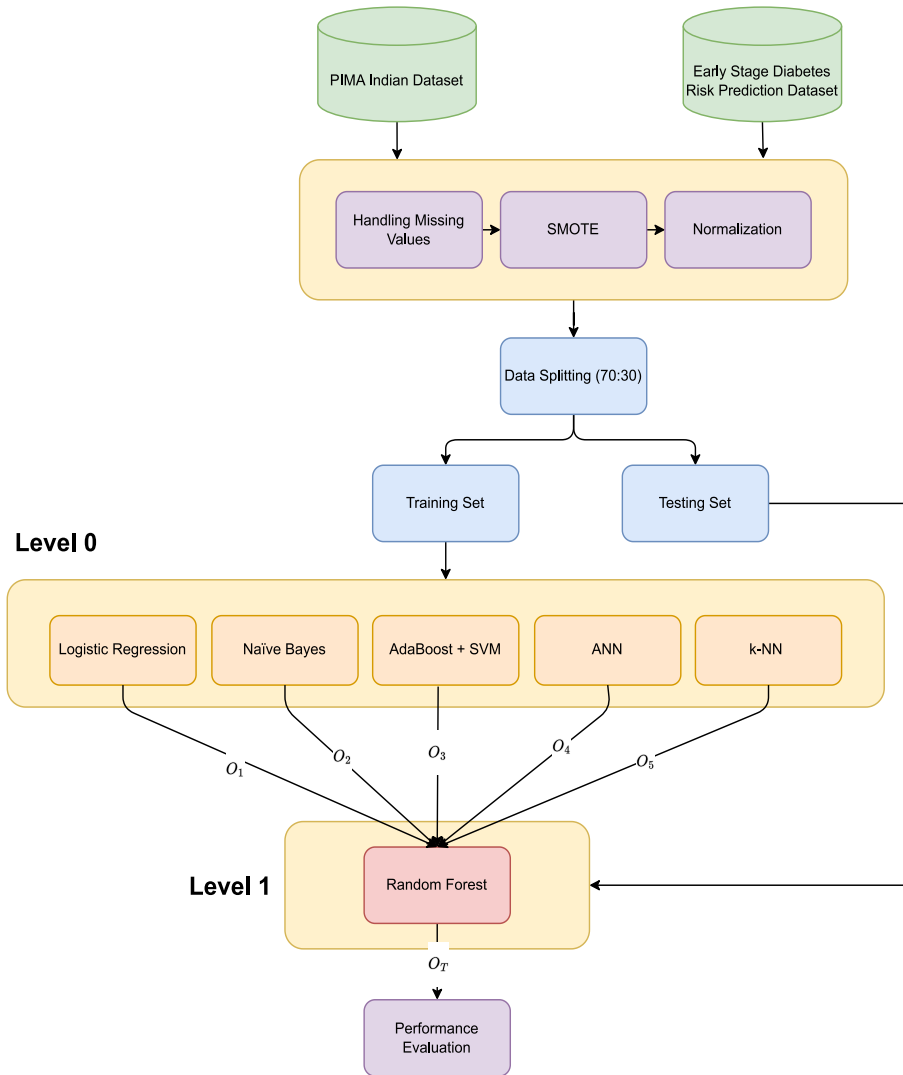 PIMA Indian Dataset
Early Stage Diabetes
Risk Prediction Dataset
Handling Missing
Values
SMOTE
Normalization
Data Splitting (70:30)
Training Set
Testing Set
Level 0
Logistic Regression
Naïve Bayes
AdaBoost + SVM
ANN
k-NN
O₁
O₂
O₃
O₄
O₅
Level 1
Random Forest
O_T
Performance
Evaluation